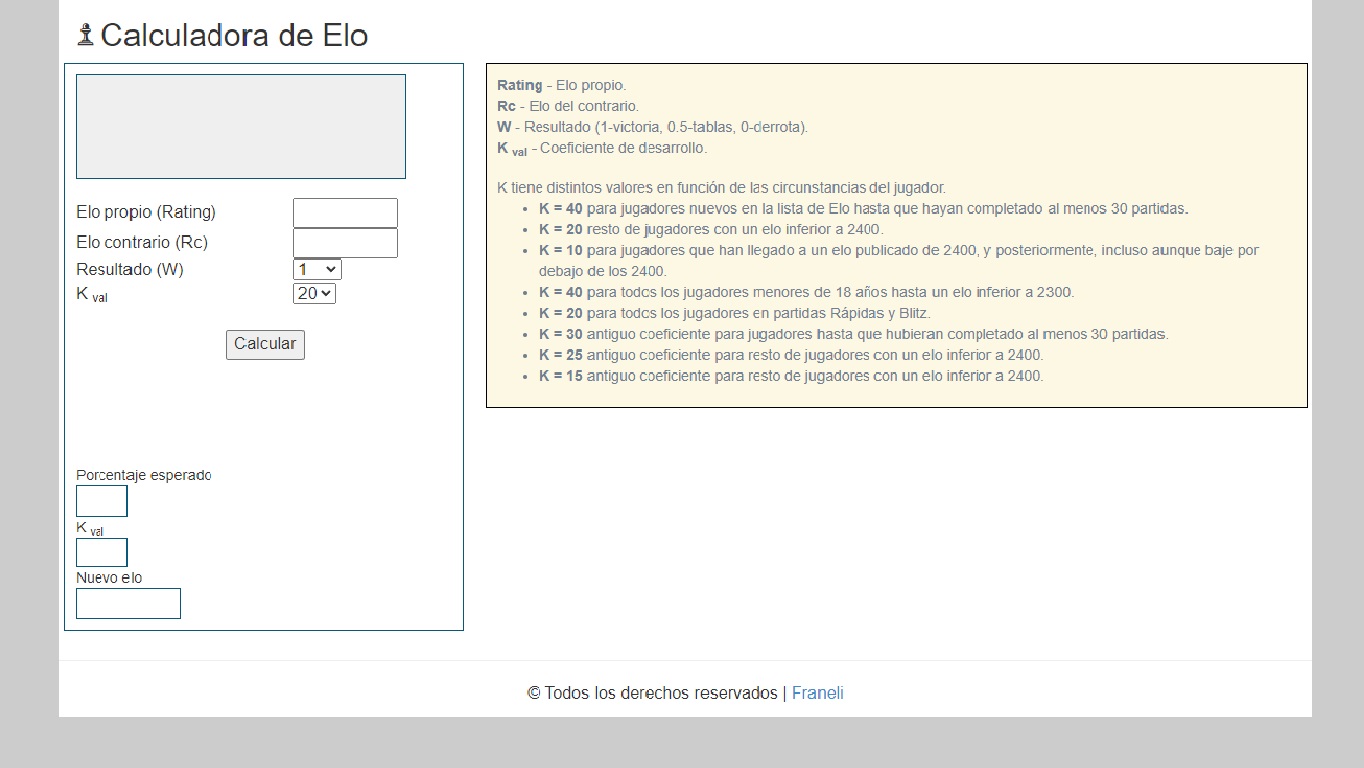 Calculadora de Elo
Elo propio (Rating)
Elo contrario (Rc)
Resultado (W) 1
K val 20
Calcular
Porcentaje esperado
K val
Nuevo elo
Rating - Elo propio.
Rc - Elo del contrario.
W - Resultado (1-victoria, 0.5-tablas, 0-derrota).
K val - Coeficiente de desarrollo.
K tiene distintos valores en función de las circunstancias del jugador.
• K = 40 para jugadores nuevos en la lista de Elo hasta que hayan completado al menos 30 partidas.
• K = 20 resto de jugadores con un elo inferior a 2400.
• K = 10 para jugadores que han llegado a un elo publicado de 2400, y posteriormente, incluso aunque baje por
debajo de los 2400.
• K = 40 para todos los jugadores menores de 18 años hasta un elo inferior a 2300.
• K = 20 para todos los jugadores en partidas Rápidas y Blitz.
• K = 30 antiguo coeficiente para jugadores hasta que hubieran completado al menos 30 partidas.
• K = 25 antiguo coeficiente para resto de jugadores con un elo inferior a 2400.
• K = 15 antiguo coeficiente para resto de jugadores con un elo inferior a 2400.
© Todos los derechos reservados | Franeli